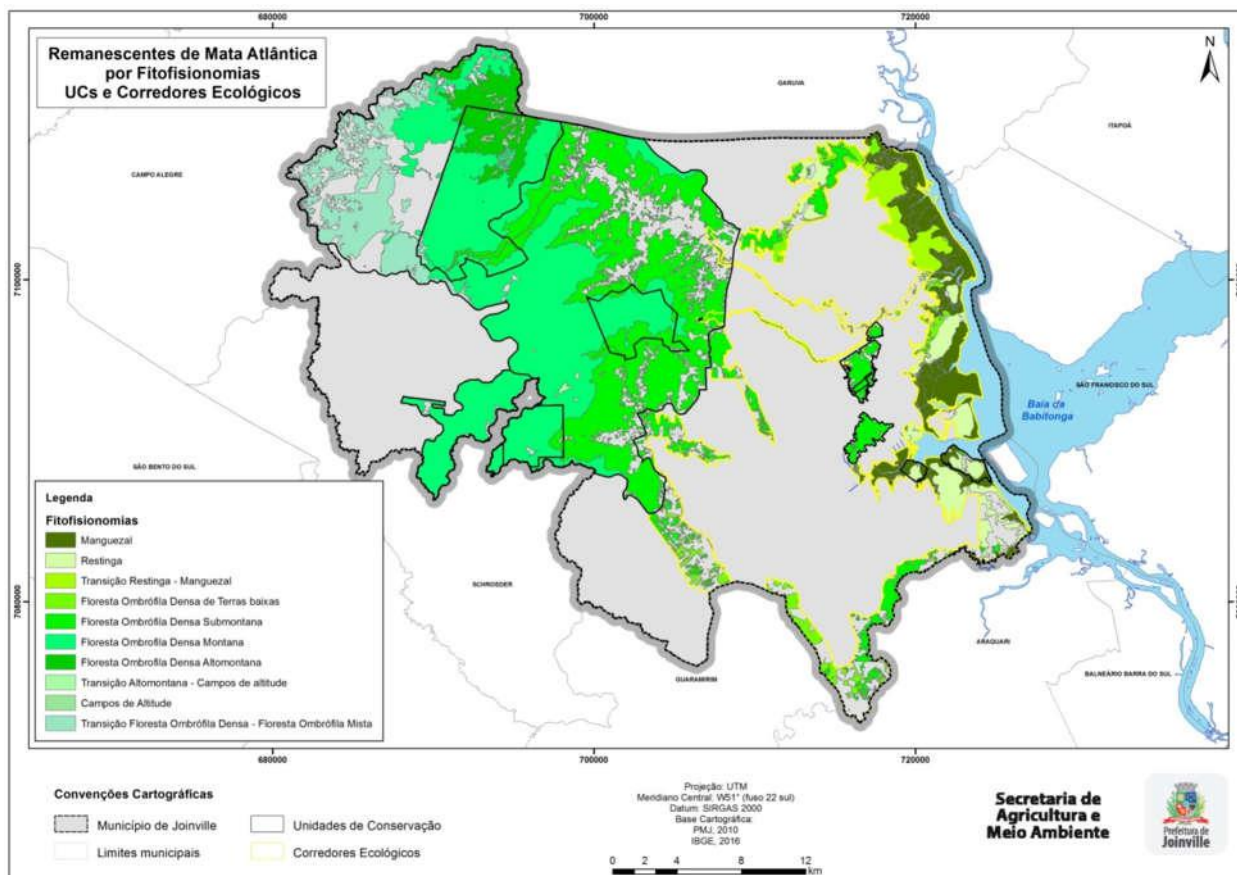 680000
700000
720000
Remanescentes de Mata Atlântica
por Fitofisionomias
UCs e Corredores Ecológicos
N
GARUVA
ITAPOÁ
CAMPO ALEGRE
7100000
SÃO FRANCISCO DO SUL
Baia da
Babitonga
SÃO BENTO DO SUL
Legenda
Fitofisionomias
Manguezal
Restinga
Transição Restinga - Manguezal
Floresta Ombrófila Densa de Terras baixas
Floresta Ombrófila Densa Submontana
Floresta Ombrofila Densa Montana
Floresta Ombrófila Densa Altomontana
Transição Altomontana - Campos de altitude
Campos de Altitude
Transição Floresta Ombrófila Densa - Floresta Ombrófila Mista
SCHROEDER
7080000
ARAQUARI
GUARAMIRIM
BALNEÁRIO BARRA DO SUL
680000
700000
720000
Convenções Cartográficas
Município de Joinville
Unidades de Conservação
Limites municipais
Corredores Ecológicos
Projeção: UTM
Meridiano Central: W51° (fuso 22 sul)
Datum: SIRGAS 2000
Base Cartográfica:
PMJ, 2010
IBGE, 2016
0 2 4 8 12
km
Secretaria de
Agricultura e
Meio Ambiente
Prefeitura de
Joinville